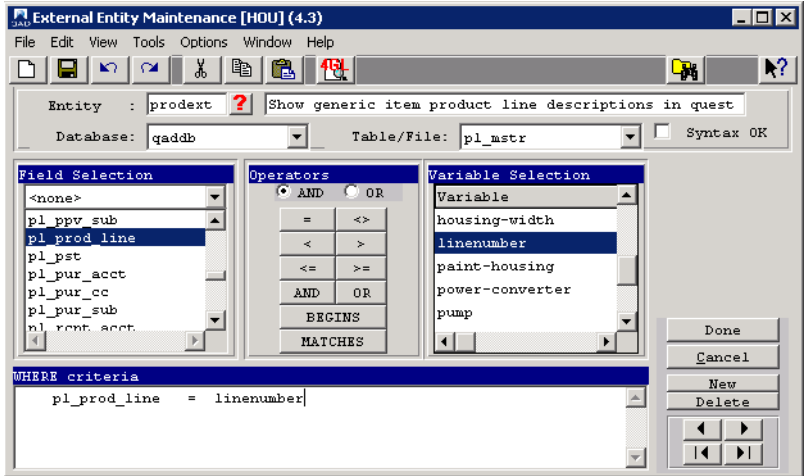 External Entity Maintenance [HOU] (4.3)
File Edit View Tools Options Window Help
Entity : prodext ? Show generic item product line descriptions in quest
Database: qaddb Table/File: pl_mstr Syntax OK
Field Selection
<none>
pl_ppv_sub
pl_prod_line
pl_pst
pl_pur_acct
pl_pur_cc
pl_pur_sub
pl_rcpt_acct
Operators
AND OR
= <>
< >
<= >=
AND OR
BEGINS
MATCHES
Variable Selection
Variable
housing-width
linenumber
paint-housing
power-converter
pump
Done
Cancel
New
Delete
WHERE criteria
pl_prod_line = linenumber